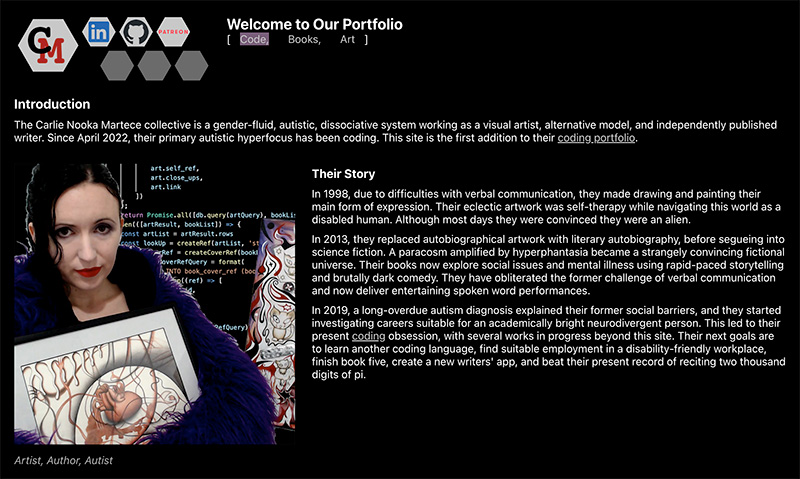 CM
in
PATREON
Welcome to Our Portfolio
[ Code, Books, Art ]
Introduction
The Carlie Nooka Martece collective is a gender-fluid, autistic, dissociative system working as a visual artist, alternative model, and independently published
writer. Since April 2022, their primary autistic hyperfocus has been coding. This site is the first addition to their coding portfolio.
art.self_ref,
art.close_ups,
art.link
])
};
return Promise.all([db.query(artQuery), bookLis
en(([artResult, bookList]) => {
const artList = artResult.rows
const lookUp = createRef(artList, 's
erRef = createCoverRef(bookl
overRefQuery = format(
INTO book_cover_ref (boo
ed((ref) => [
efQuery)
Their Story
In 1998, due to difficulties with verbal communication, they made drawing and painting their
main form of expression. Their eclectic artwork was self-therapy while navigating this world as a
disabled human. Although most days they were convinced they were an alien.
In 2013, they replaced autobiographical artwork with literary autobiography, before segueing into
science fiction. A paracosm amplified by hyperphantasia became a strangely convincing fictional
universe. Their books now explore social issues and mental illness using rapid-paced storytelling
and brutally dark comedy. They have obliterated the former challenge of verbal communication
and now deliver entertaining spoken word performances.
In 2019, a long-overdue autism diagnosis explained their former social barriers, and they started
investigating careers suitable for an academically bright neurodivergent person. This led to their
present coding obsession, with several works in progress beyond this site. Their next goals are
to learn another coding language, find suitable employment in a disability-friendly workplace,
finish book five, create a new writers' app, and beat their present record of reciting two thousand
digits of pi.
Artist, Author, Autist